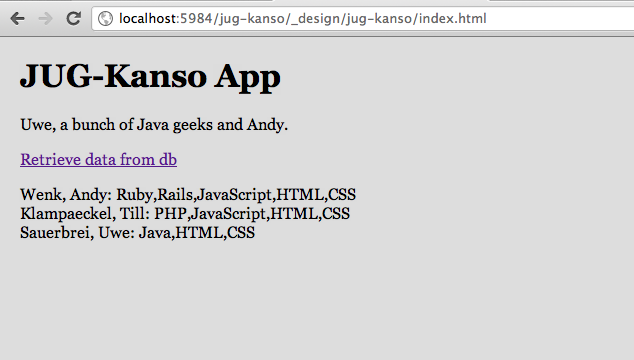 localhost:5984/jug-kanso/_design/jug-kanso/index.html
JUG-Kanso App
Uwe, a bunch of Java geeks and Andy.
Retrieve data from db
Wenk, Andy: Ruby,Rails,JavaScript,HTML,CSS
Klampaeckel, Till: PHP,JavaScript,HTML,CSS
Sauerbrei, Uwe: Java,HTML,CSS